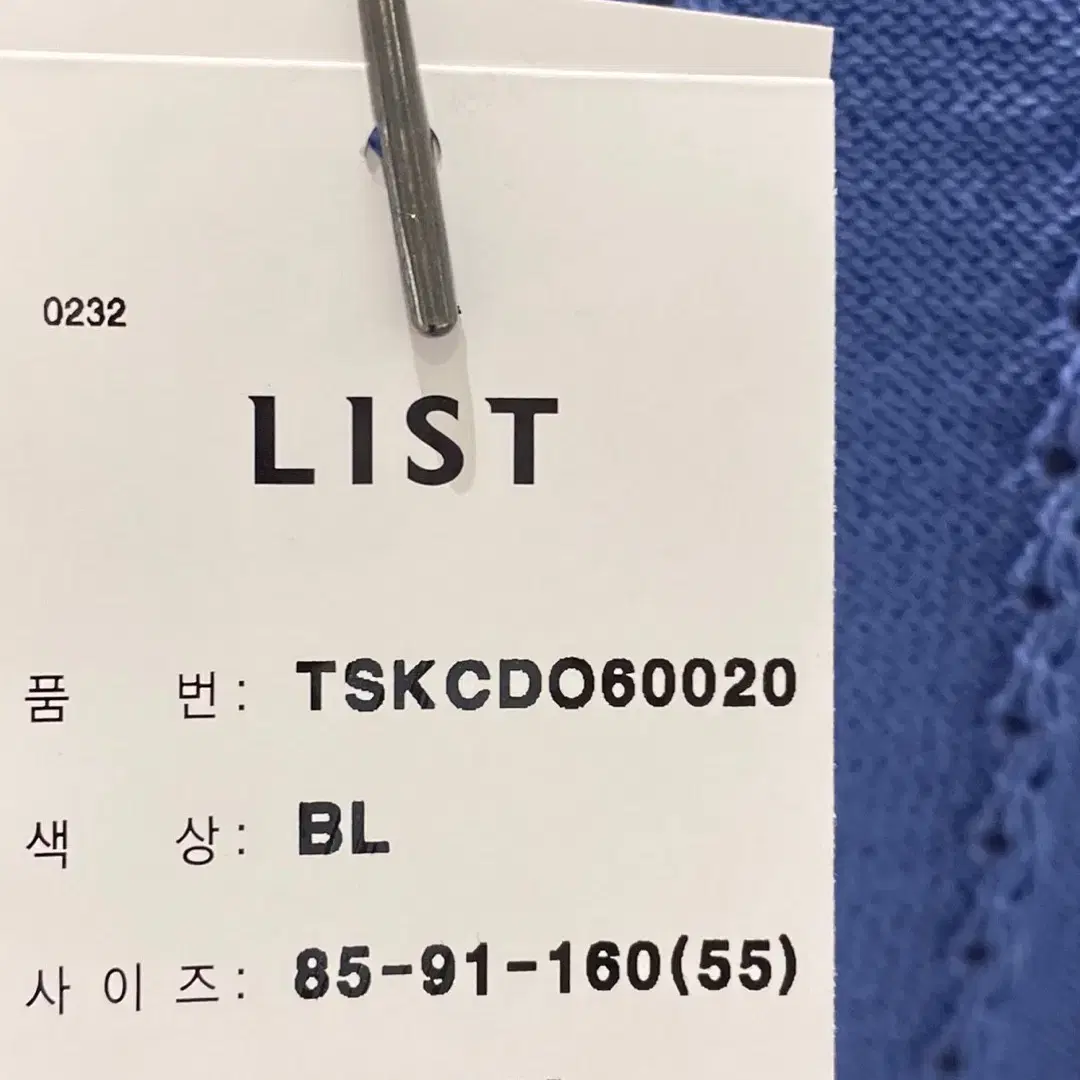 0232
LIST
품 번: TSKCDO60020
색 상: BL
사 이 즈: 85-91-160(55)